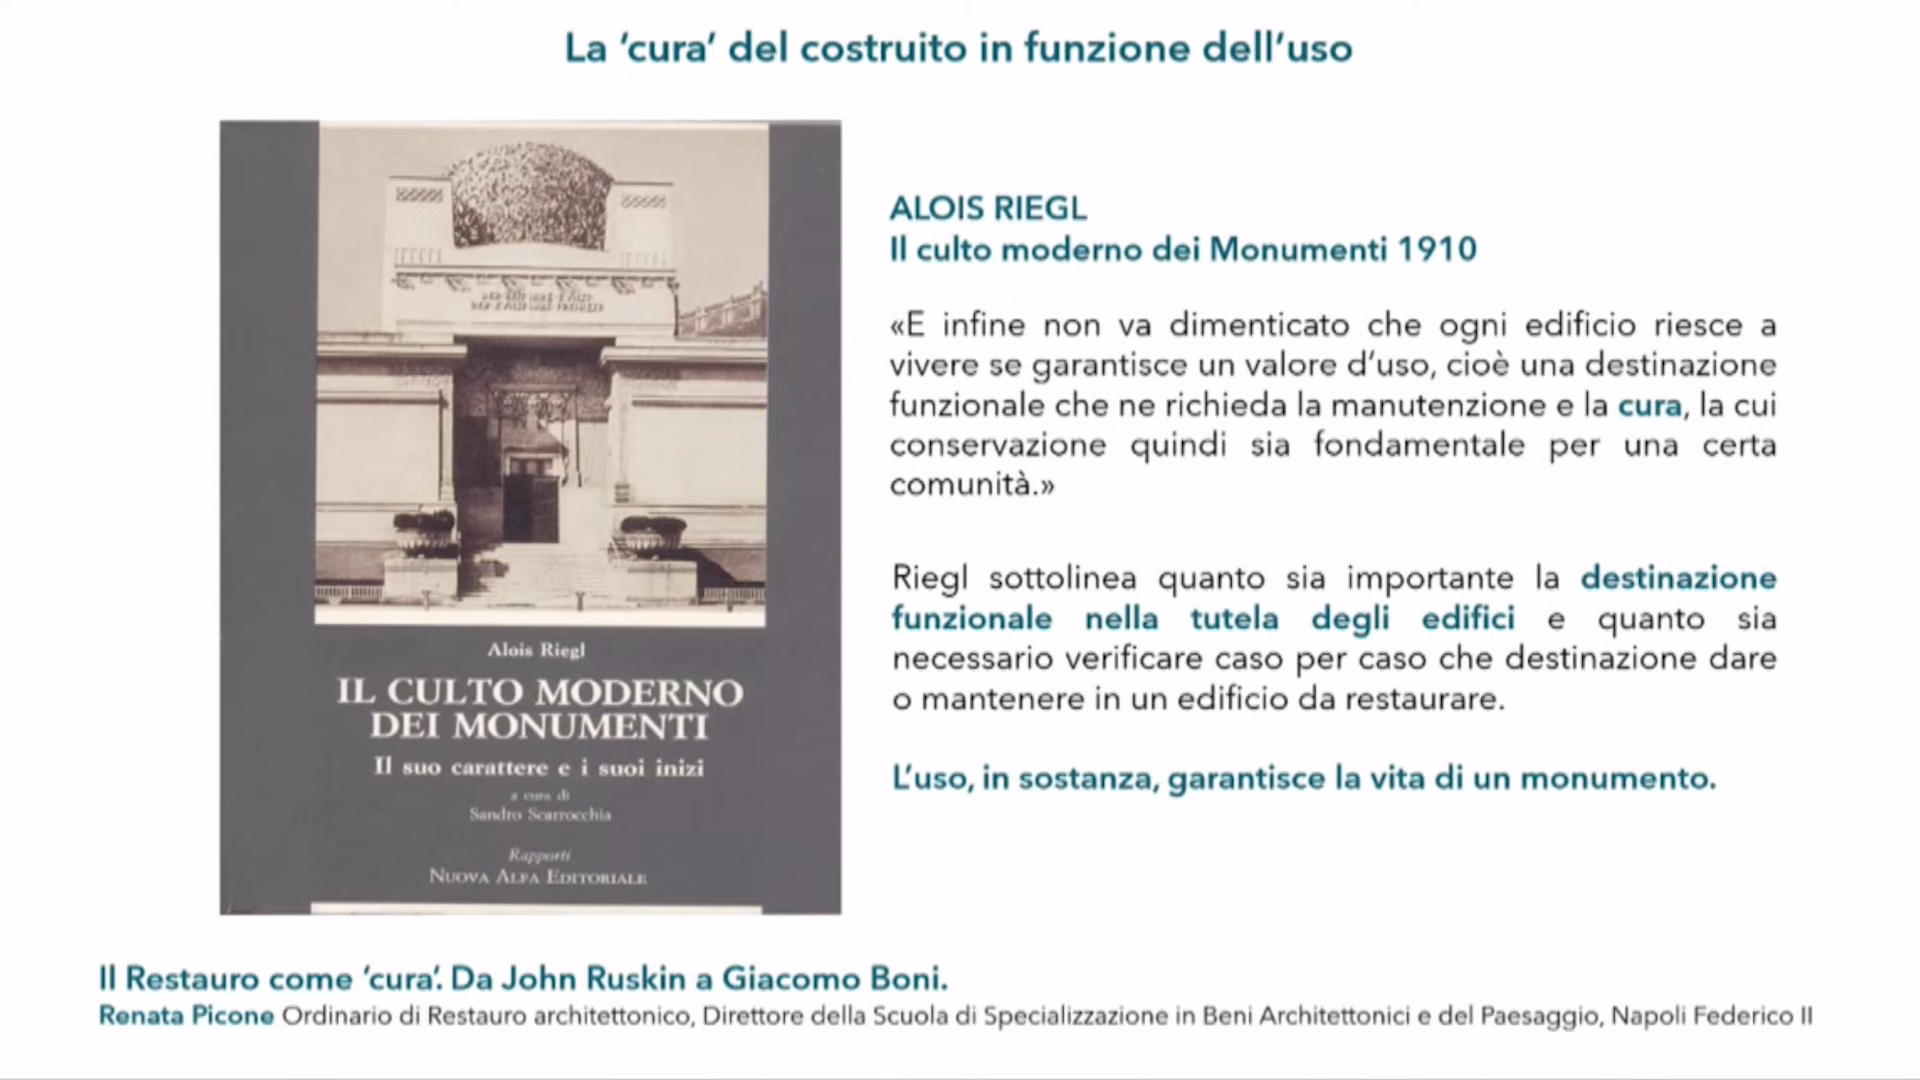 La ‘cura’ del costruito in funzione dell’uso
ALOIS RIEGL
Il culto moderno dei Monumenti 1910
«E infine non va dimenticato che ogni edificio riesce a
vivere se garantisce un valore d’uso, cioè una destinazione
funzionale che ne richieda la manutenzione e la cura, la cui
conservazione quindi sia fondamentale per una certa
comunità.»
Riegl sottolinea quanto sia importante la destinazione
funzionale nella tutela degli edifici e quanto sia
necessario verificare caso per caso che destinazione dare
o mantenere in un edificio da restaurare.
L’uso, in sostanza, garantisce la vita di un monumento.
Alois Riegl
IL CULTO MODERNO
DEI MONUMENTI
Il suo carattere e i suoi inizi
a cura di
Sandro Scarrocchia
Rapporti
NUOVA ALFA EDITORIALE
Il Restauro come ‘cura’. Da John Ruskin a Giacomo Boni.
Renata Picone Ordinario di Restauro architettonico, Direttore della Scuola di Specializzazione in Beni Architettonici e del Paesaggio, Napoli Federico II